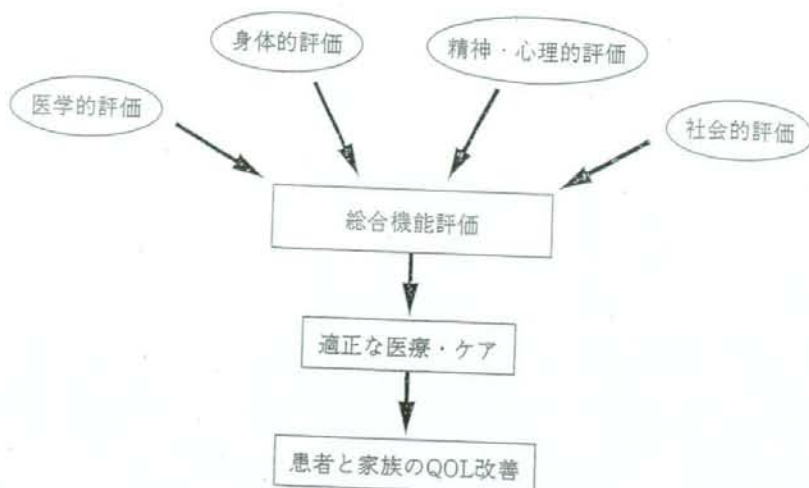 身体的評価
精神・心理的評価
医学的評価
社会的評価
総合機能評価
適正な医療・ケア
患者と家族のQOL改善